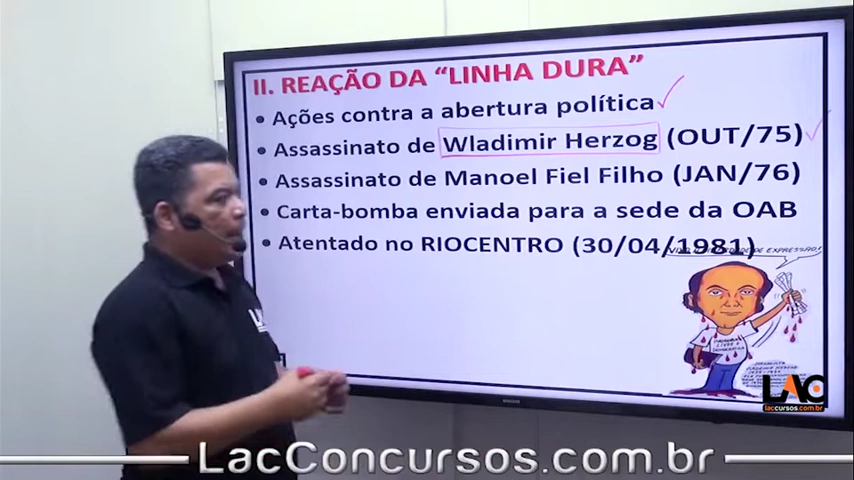 II. REAÇÃO DA “LINHA DURA”
• Ações contra a abertura política
• Assassinato de Wladimir Herzog (OUT/75)
• Assassinato de Manoel Fiel Filho (JAN/76)
• Carta-bomba enviada para a sede da OAB
• Atentado no RIOCENTRO (30/04/1981)
DE EXPRESSÃO!
LAC
laccursos.com.br
LacConcursos.com.br